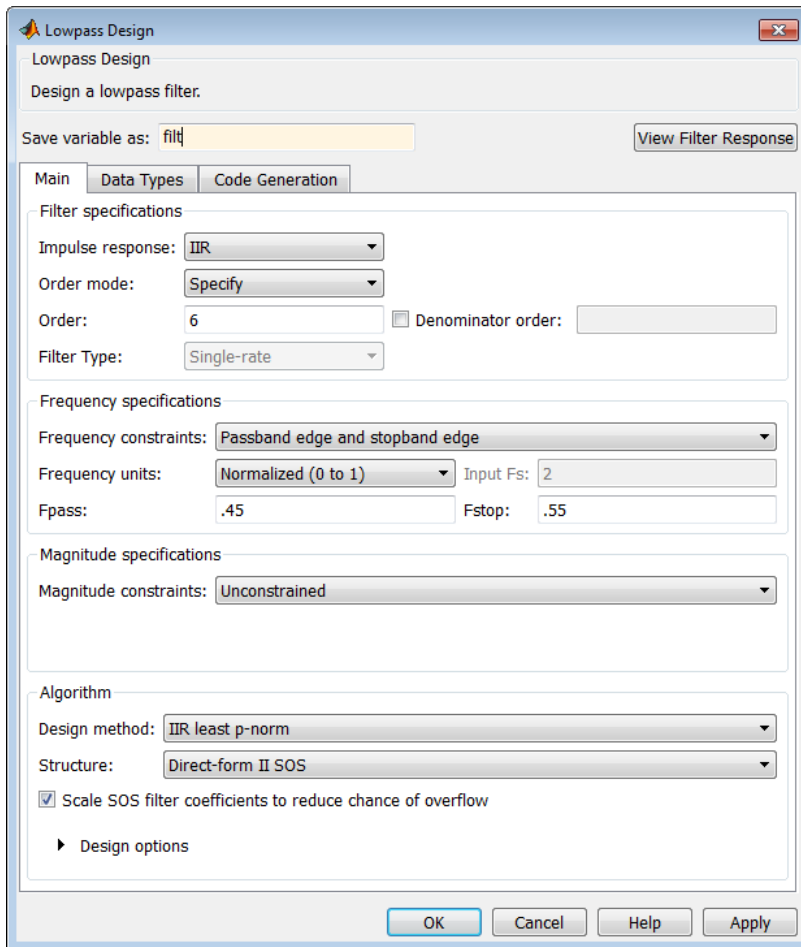 Lowpass Design
Lowpass Design
Design a lowpass filter.
Save variable as: filt View Filter Response
Main Data Types Code Generation
Filter specifications
Impulse response: IIR
Order mode: Specify
Order: 6 Denominator order:
Filter Type: Single-rate
Frequency specifications
Frequency constraints: Passband edge and stopband edge
Frequency units: Normalized (0 to 1) Input Fs: 2
Fpass: .45 Fstop: .55
Magnitude specifications
Magnitude constraints: Unconstrained
Algorithm
Design method: IIR least p-norm
Structure: Direct-form II SOS
Scale SOS filter coefficients to reduce chance of overflow
Design options
OK Cancel Help Apply